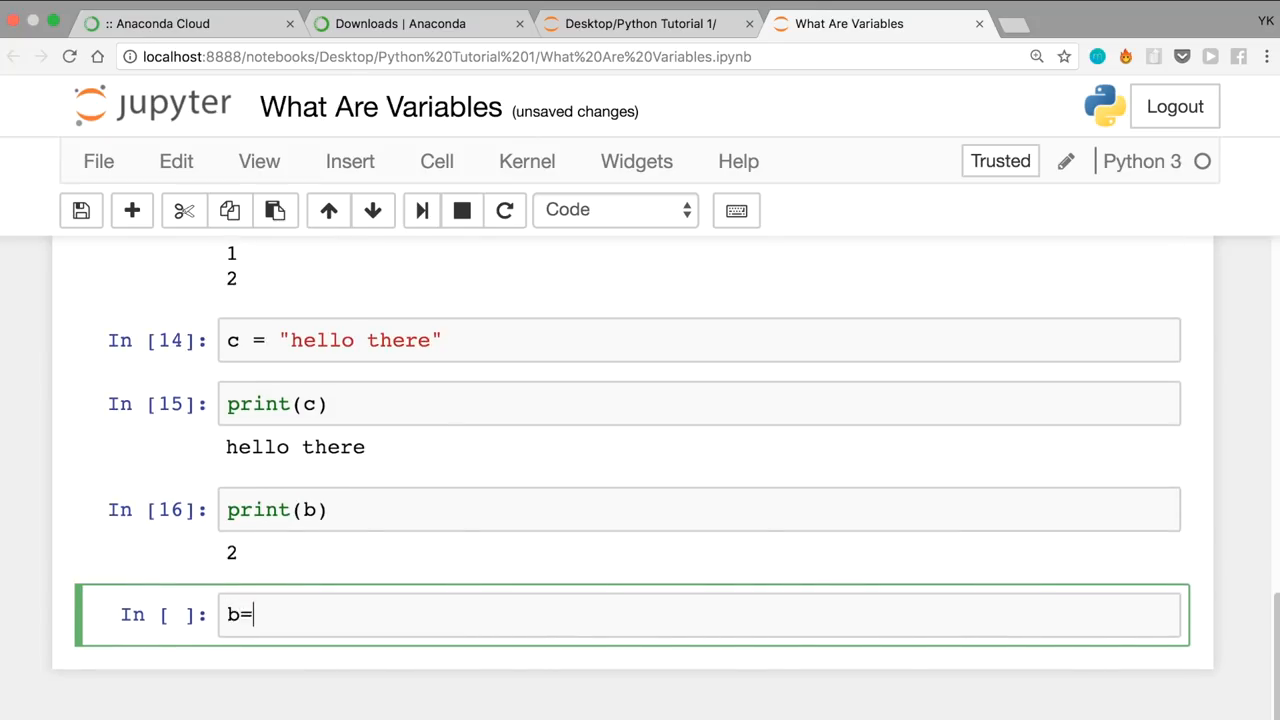 :: Anaconda Cloud
Downloads | Anaconda
Desktop/Python Tutorial 1/
What Are Variables
YK
localhost:8888/notebooks/Desktop/Python%20Tutorial%201/What%20Are%20Variables.ipynb
jupyter What Are Variables (unsaved changes)
Logout
File Edit View Insert Cell Kernel Widgets Help
Trusted
Python 3
Code
1
2
In [14]: c = "hello there"
In [15]: print(c)
hello there
In [16]: print(b)
2
In [ ]: b=